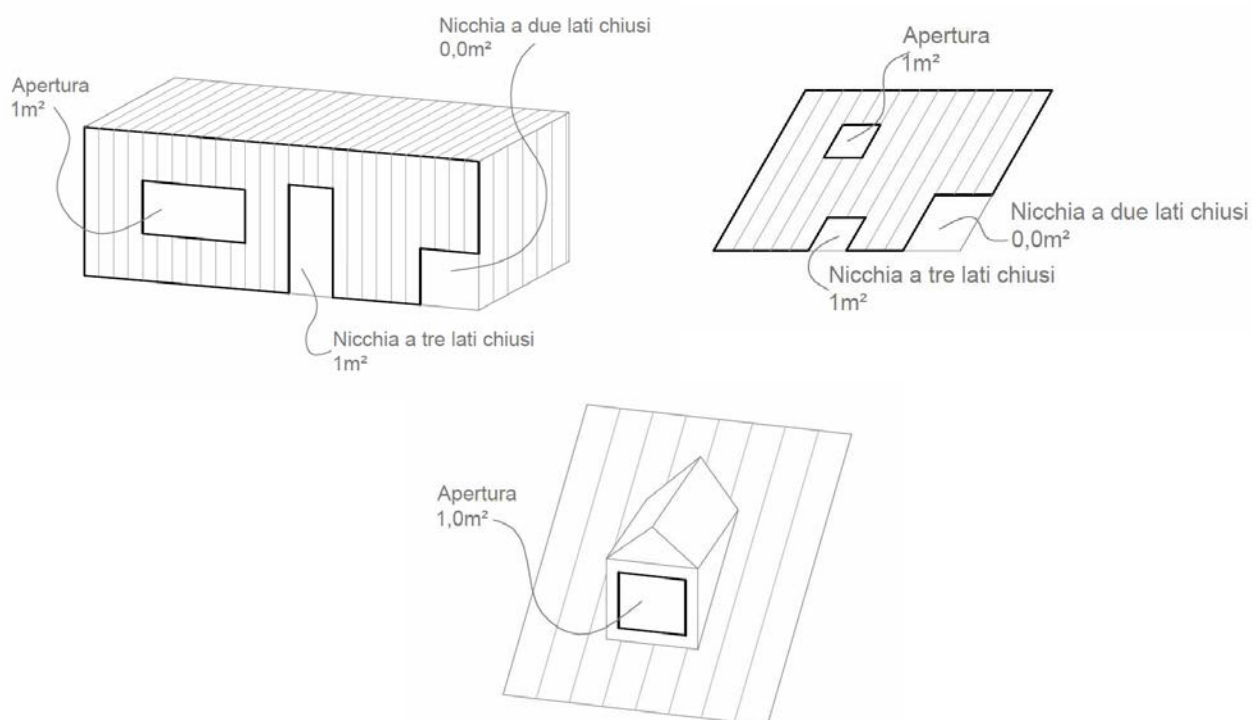 Nicchia a due lati chiusi
0,0m²
Apertura
1m²
Nicchia a tre lati chiusi
1m²
Apertura
1m²
Nicchia a due lati chiusi
0,0m²
Nicchia a tre lati chiusi
1m²
Apertura
1,0m²